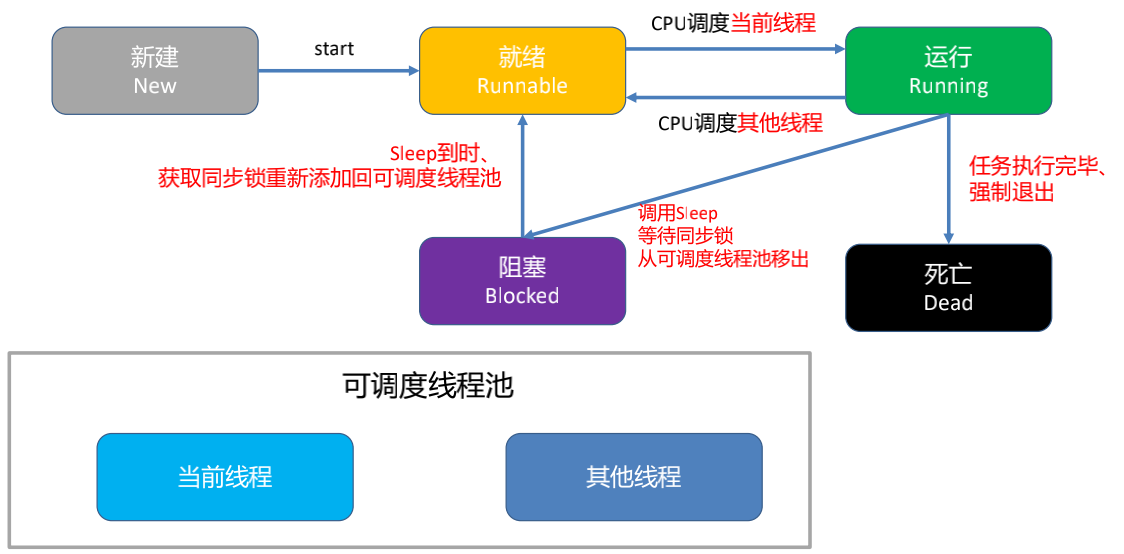 新建
New
start
就绪
Runnable
CPU调度当前线程
运行
Running
CPU调度其他线程
Sleep到时、
获取同步锁重新添加回可调度线程池
任务执行完毕、
强制退出
调用Sleep
等待同步锁
从可调度线程池移出
阻塞
Blocked
死亡
Dead
可调度线程池
当前线程
其他线程